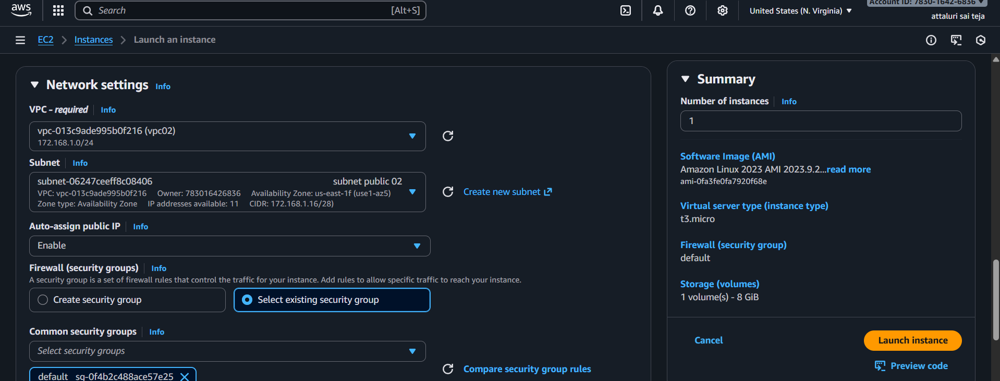 aws
Search [Alt+S]
United States (N. Virginia)
Account ID: 7830-1642-6836
attaluri sai teja
EC2 Instances Launch an instance
Network settings Info
VPC - required Info
vpc-013c9ade995b0f216 (vpc02)
172.168.1.0/24
Subnet Info
subnet-06247ceeff8c08406 subnet public 02
VPC: vpc-013c9ade995b0f216 Owner: 783016426836 Availability Zone: us-east-1f (use1-az5)
Zone type: Availability Zone IP addresses available: 11 CIDR: 172.168.1.16/28)
Create new subnet
Auto-assign public IP Info
Enable
Firewall (security groups) Info
A security group is a set of firewall rules that control the traffic for your instance. Add rules to allow specific traffic to reach your instance.
Create security group
Select existing security group
Common security groups Info
Select security groups
default sg-0f4b2c488ace57e25
Compare security group rules
Summary
Number of instances Info
1
Software Image (AMI)
Amazon Linux 2023 AMI 2023.9.2...read more
ami-0fa3fe0fa7920f68e
Virtual server type (instance type)
t3.micro
Firewall (security group)
default
Storage (volumes)
1 volume(s) - 8 GiB
Cancel
Launch instance
Preview code